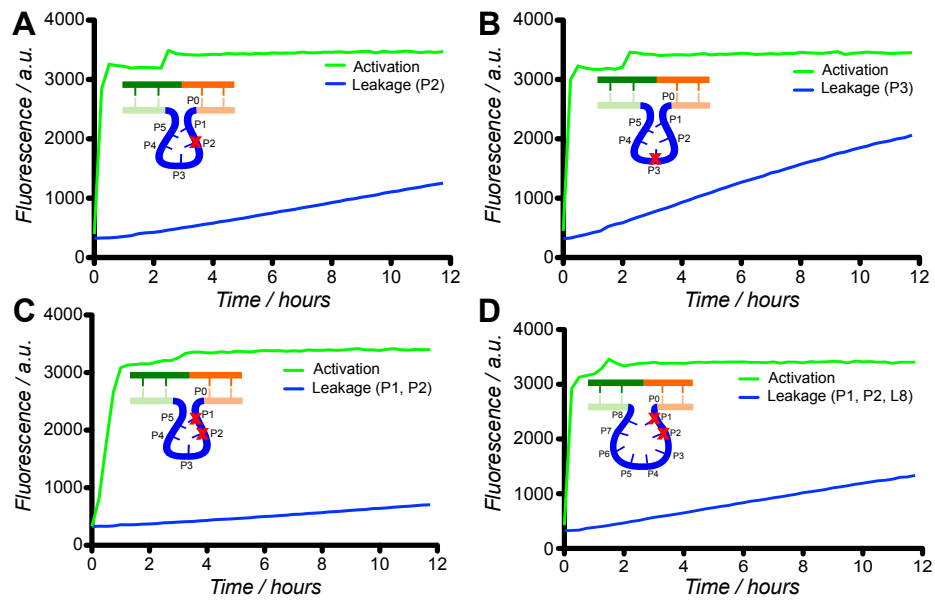 A
Fluorescence / a.u.
4000
3000
2000
1000
0
0 2 4 6 8 10 12
Time / hours
Activation
Leakage (P2)
P0
P1
P2
P3
P4
P5
B
Fluorescence / a.u.
4000
3000
2000
1000
0
0 2 4 6 8 10 12
Time / hours
Activation
Leakage (P3)
P0
P1
P2
P3
P4
P5
C
Fluorescence / a.u.
4000
3000
2000
1000
0
0 2 4 6 8 10 12
Time / hours
Activation
Leakage (P1, P2)
P0
P1
P2
P3
P4
P5
D
Fluorescence / a.u.
4000
3000
2000
1000
0
0 2 4 6 8 10 12
Time / hours
Activation
Leakage (P1, P2, L8)
P0
P1
P2
P3
P4
P5
P6
P7
P8